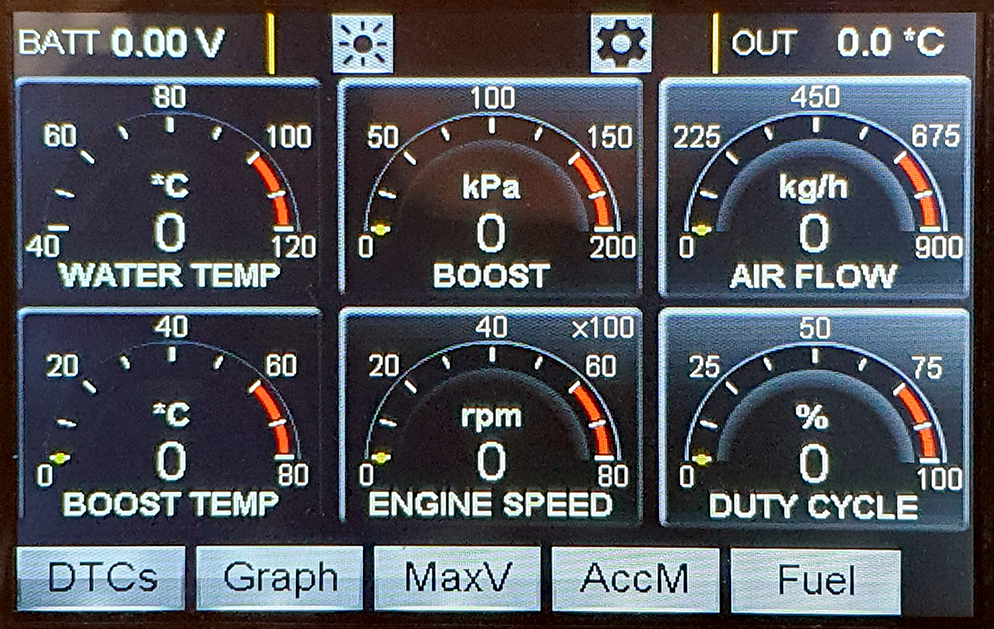 BATT 0.00 V OUT 0.0 *C
80
60 100
*C
0
40 120
WATER TEMP
100
50 150
kPa
0
0 200
BOOST
450
225 675
kg/h
0
0 900
AIR FLOW
40
20 60
*C
0
0 80
BOOST TEMP
40 x100
20 60
rpm
0
0 80
ENGINE SPEED
50
25 75
%
0
0 100
DUTY CYCLE
DTCs Graph MaxV AccM Fuel